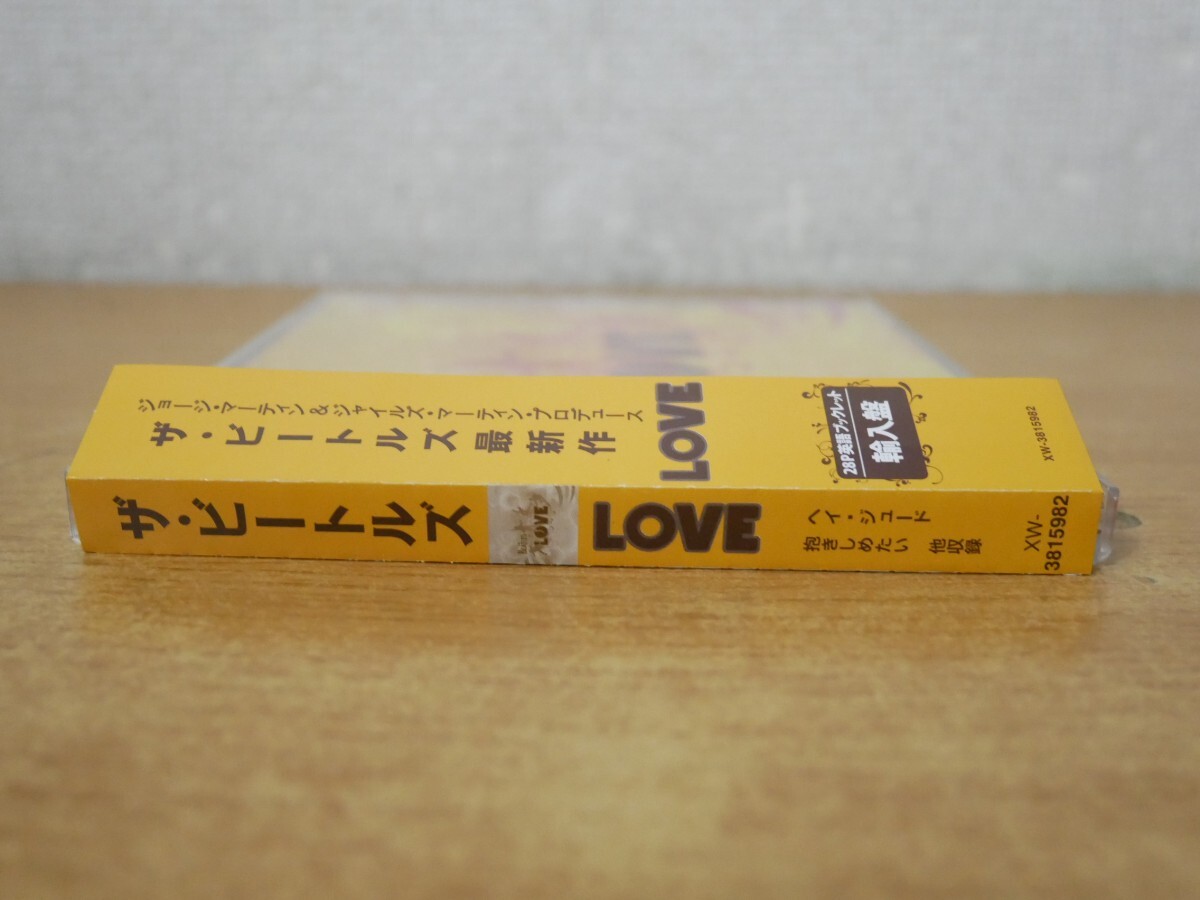 ジョージ・マーティン&ジャイルズ・マーティン・プロデュース
ザ・ビートルズ最新作
LOVE
28P英語ブックレット
輸入盤
XW-3815982
ザ・ビートルズ
LOVE
LOVE
ヘイ・ジュード
抱きしめたい 他収録
XW-
3815982